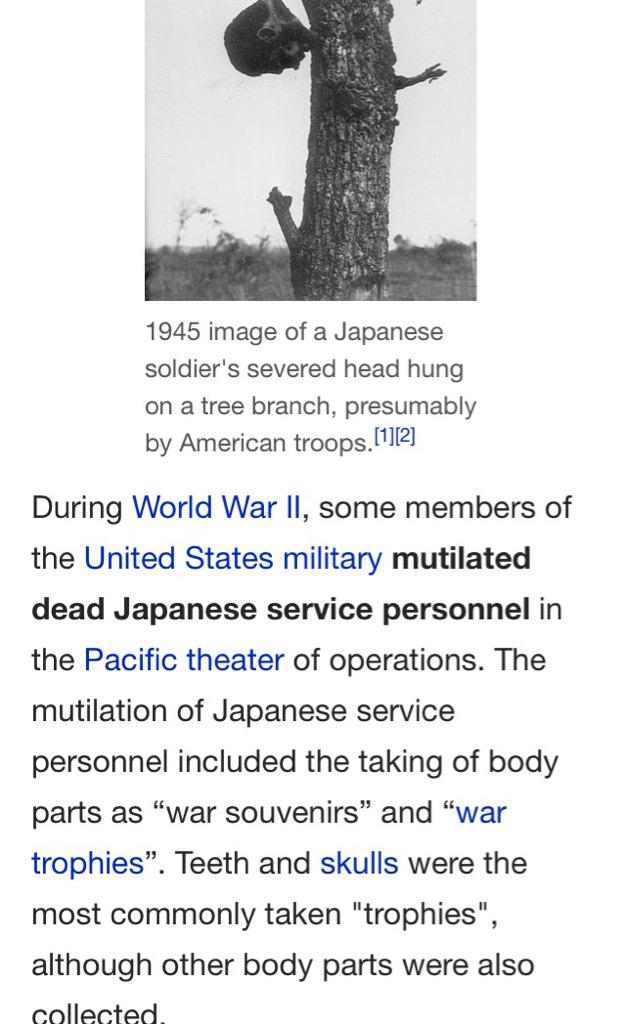 1945 image of a Japanese
soldier's severed head hung
on a tree branch, presumably
by American troops.[1][2]
During World War II, some members of
the United States military mutilated
dead Japanese service personnel in
the Pacific theater of operations. The
mutilation of Japanese service
personnel included the taking of body
parts as “war souvenirs” and “war
trophies”. Teeth and skulls were the
most commonly taken "trophies",
although other body parts were also
collected.